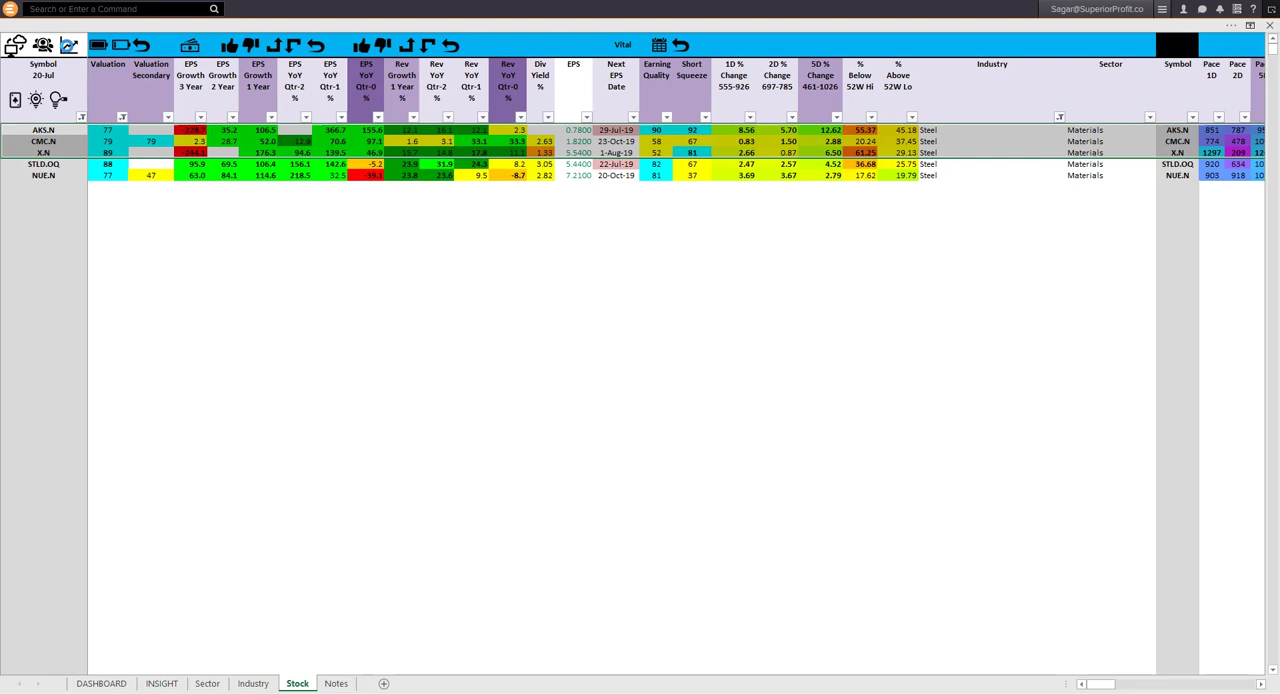 Search or Enter a Command
Sagar@SuperiorProfit.co
Vital
Symbol 20-Jul
Valuation
Valuation Secondary
EPS Growth 3 Year
EPS Growth 2 Year
EPS Growth 1 Year
EPS YoY Qtr-2 %
EPS YoY Qtr-1 %
EPS YoY Qtr-0 %
Rev Growth 1 Year
Rev YoY Qtr-2 %
Rev YoY Qtr-1 %
Rev YoY Qtr-0 %
Div Yield %
EPS
Next EPS Date
Earning Quality
Short Squeeze
1D % Change 555-926
2D % Change 697-785
5D % Change 461-1026
% Below 52W Hi
% Above 52W Lo
Industry
Sector
Symbol
Pace 1D
Pace 2D
AKS.N 77 35.2 106.5 366.7 155.6 12.1 16.1 12.1 2.3 0.7800 29-Jul-19 90 92 8.56 5.70 12.62 55.37 45.18 Steel Materials AKS.N 851 787
CMC.N 79 79 2.3 28.7 52.0 70.6 97.1 1.6 3.1 33.1 33.3 2.63 1.8200 23-Oct-19 58 67 0.83 1.50 2.88 20.24 37.45 Steel Materials CMC.N 774 478
X.N 89 -244.1 176.3 94.6 139.5 46.9 15.7 14.8 17.8 11.1 1.33 5.5400 1-Aug-19 52 81 2.66 0.87 6.50 61.25 29.13 Steel Materials X.N 1297 209
STLD.OQ 88 95.9 69.5 106.4 156.1 142.6 -5.2 23.9 31.9 24.3 8.2 3.05 5.4400 22-Jul-19 82 67 2.47 2.57 4.52 36.68 25.75 Steel Materials STLD.OQ 920 634
NUE.N 77 47 63.0 84.1 114.6 218.5 32.5 -39.1 23.8 23.6 9.5 -8.7 2.82 7.2100 20-Oct-19 81 37 3.69 3.67 2.79 17.62 19.79 Steel Materials NUE.N 903 918
DASHBOARD INSIGHT Sector Industry Stock Notes